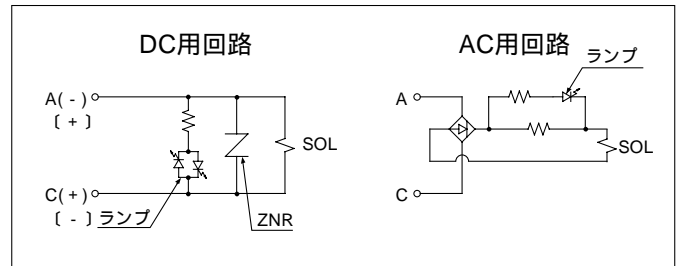 DC用回路
A(-)
〔+〕
SOL
C(+)
〔-〕ランプ
ZNR
AC用回路
ランプ
A
SOL
C